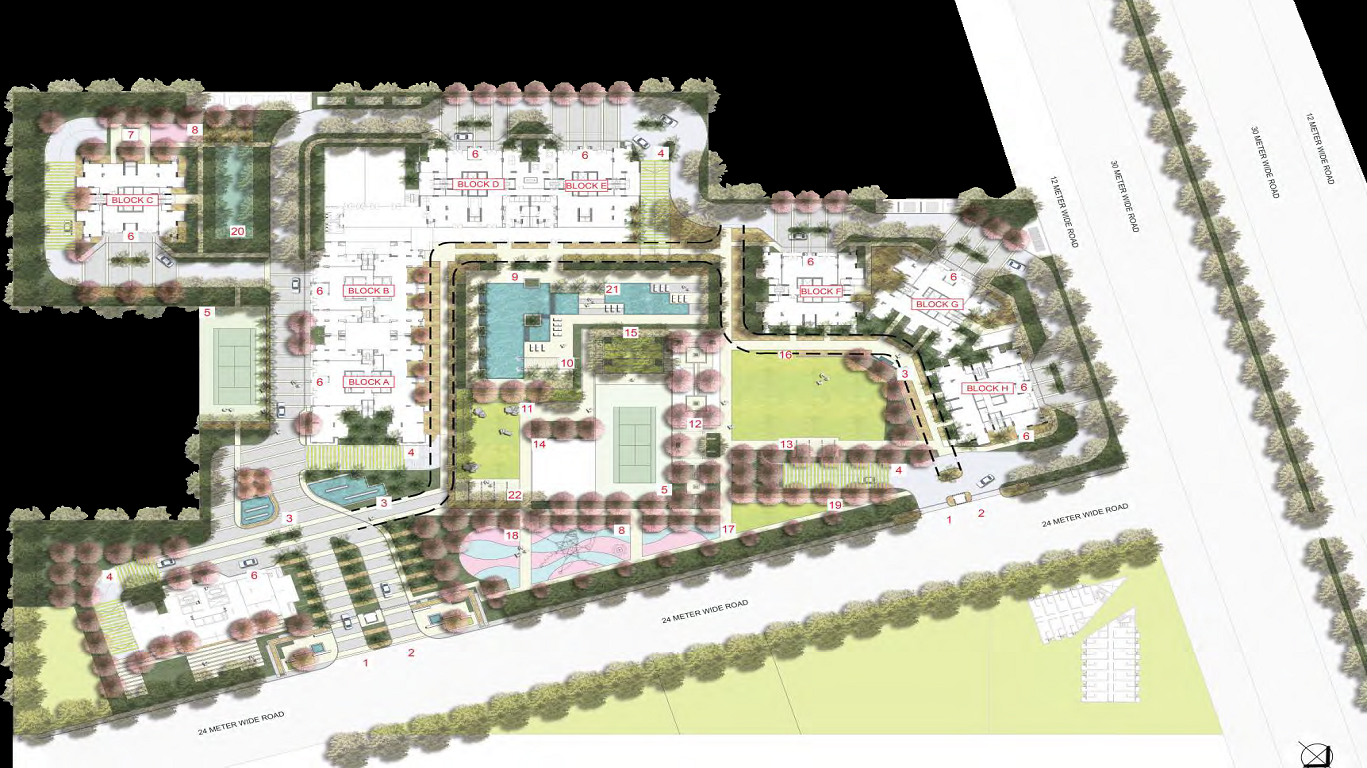 12 METER WIDE ROAD
30 METER WIDE ROAD
30 METER WIDE ROAD
12 METER WIDE ROAD
7
8
6
6
4
BLOCK D
BLOCK E
BLOCK C
20
6
9
21
6
6
BLOCK F
BLOCK G
6
BLOCK B
5
15
10
16
3
6
BLOCK A
BLOCK H
6
11
12
14
13
6
4
4
5
22
3
3
19
1
2
24 METER WIDE ROAD
18
8
17
4
6
24 METER WIDE ROAD
1
2
24 METER WIDE ROAD